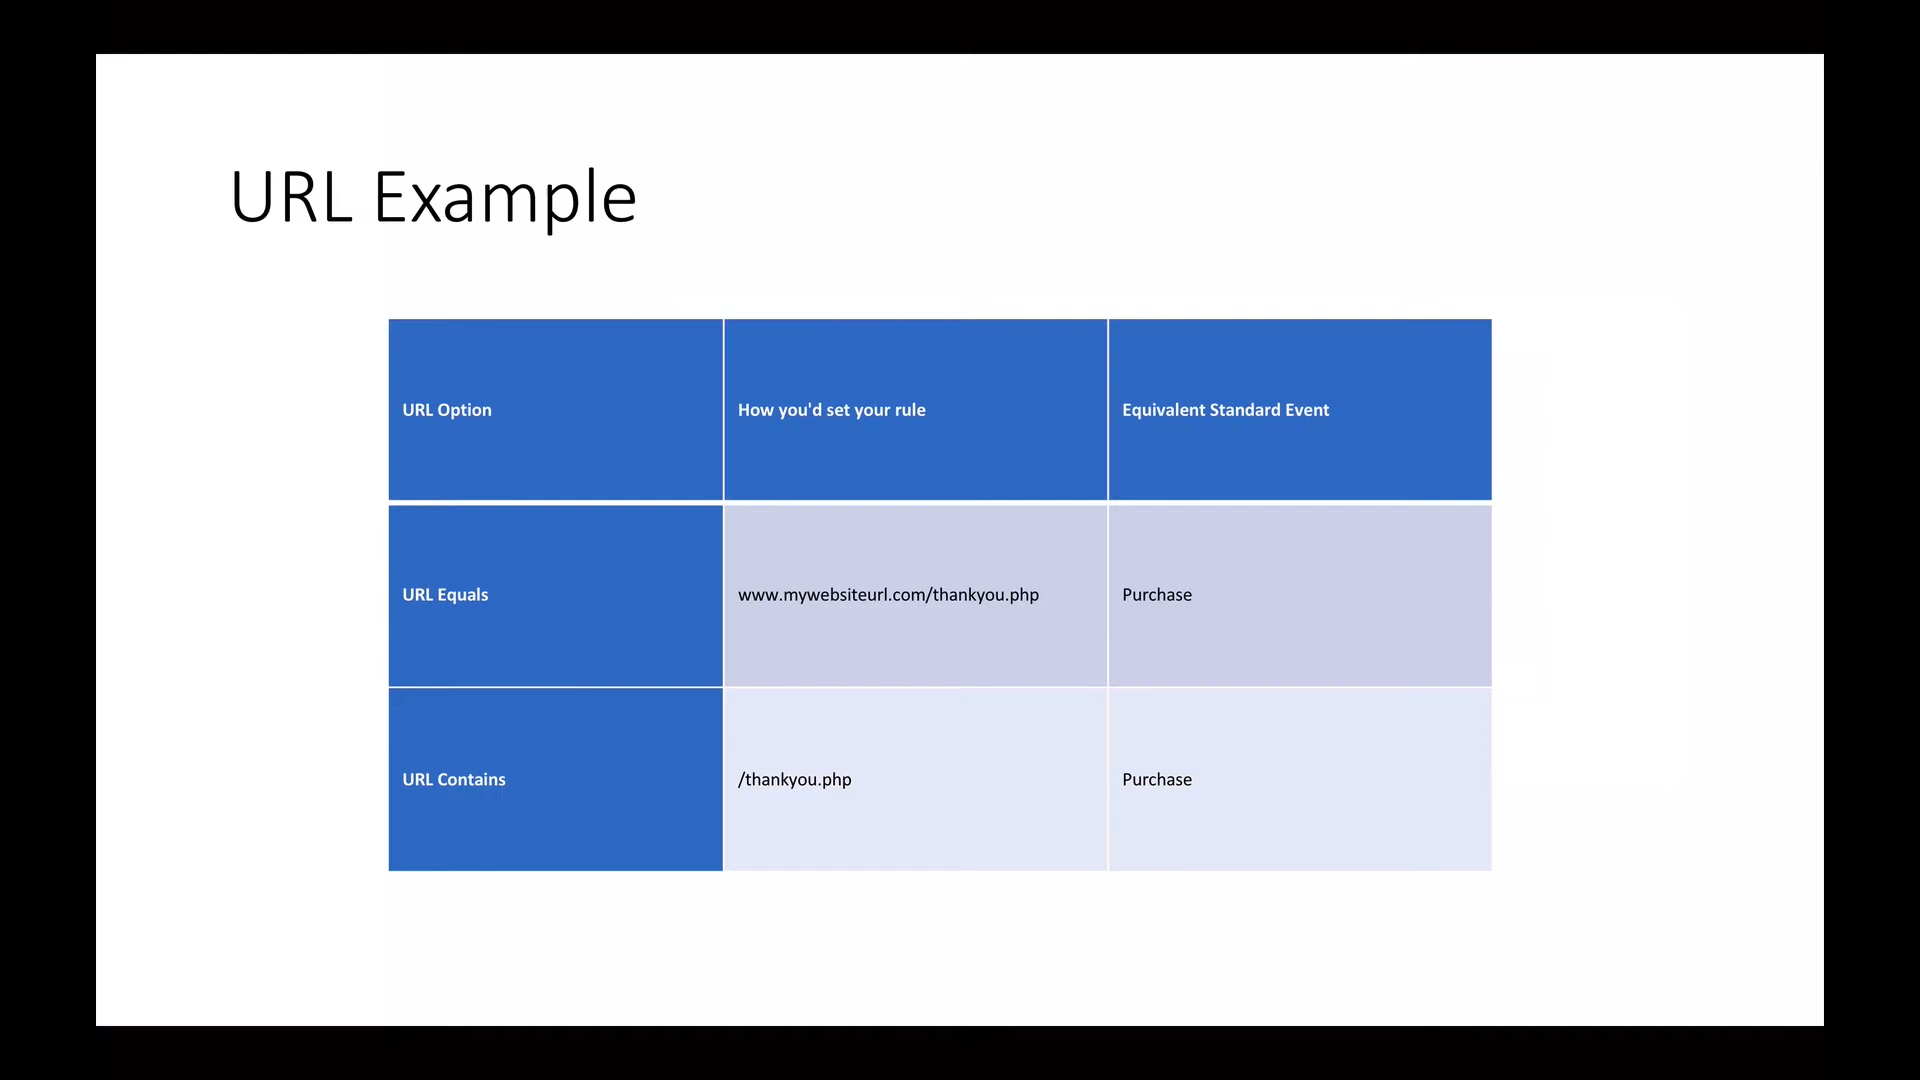 URL Example
URL Option
How you'd set your rule
Equivalent Standard Event
URL Equals
www.mywebsiteurl.com/thankyou.php
Purchase
URL Contains
/thankyou.php
Purchase